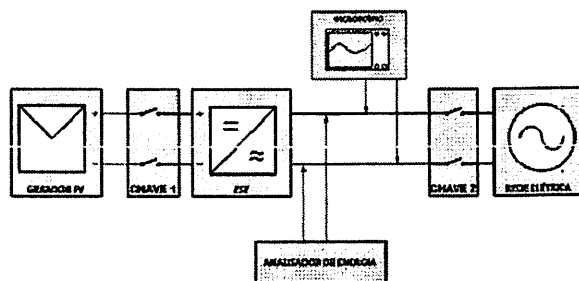 OSCILOSCÓPIO
GERADOR FV
CHAVE 1
ESE
CHAVE 2
REDE ELÉTRICA
ANALISADOR DE ENERGIA